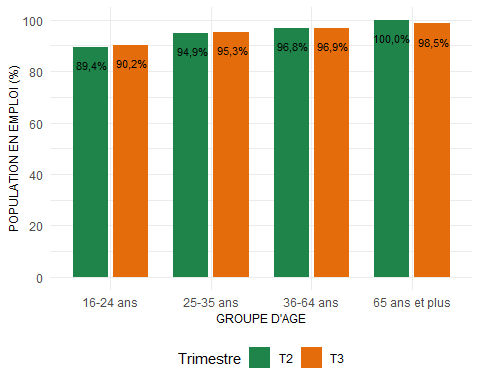 POPULATION EN EMPLOI (%)
100
80
60
40
20
0
89,4%
90,2%
94,9%
95,3%
96,8%
96,9%
100,0%
98,5%
16-24 ans
25-35 ans
36-64 ans
65 ans et plus
GROUPE D'AGE
Trimestre
T2
T3